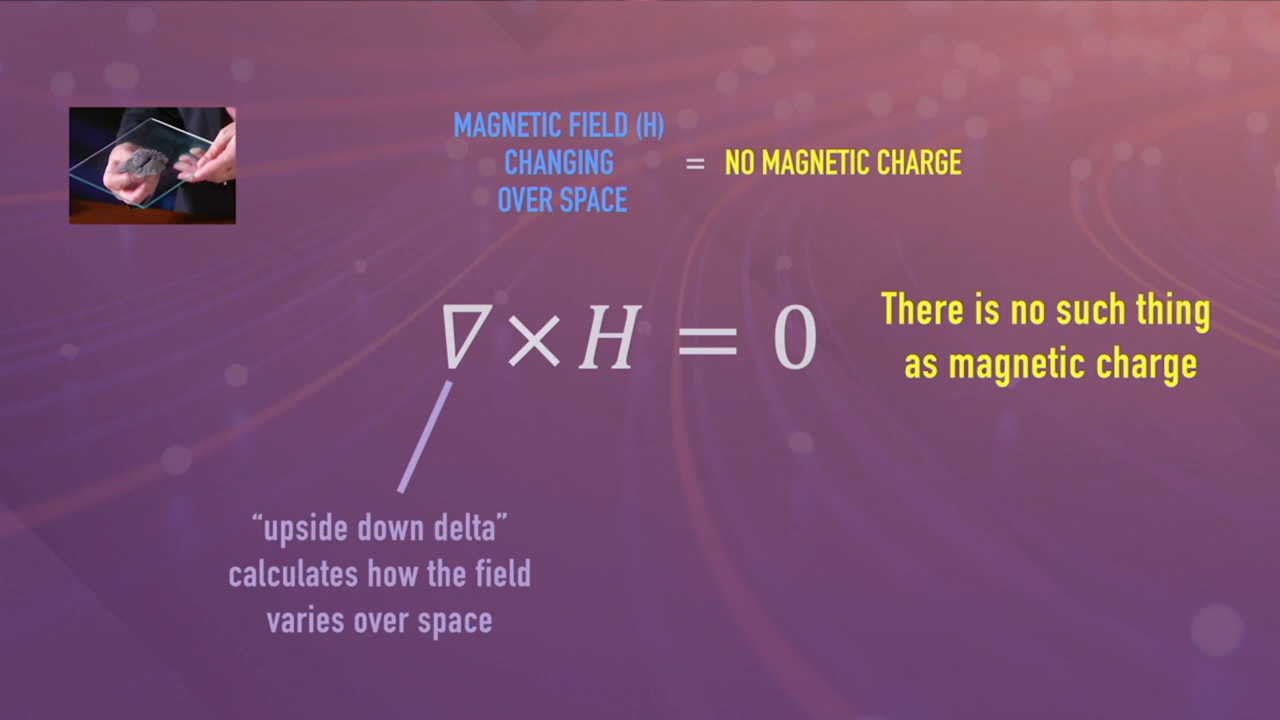 MAGNETIC FIELD (H)
CHANGING
OVER SPACE
= NO MAGNETIC CHARGE
∇ × H = 0
There is no such thing
as magnetic charge
“upside down delta”
calculates how the field
varies over space